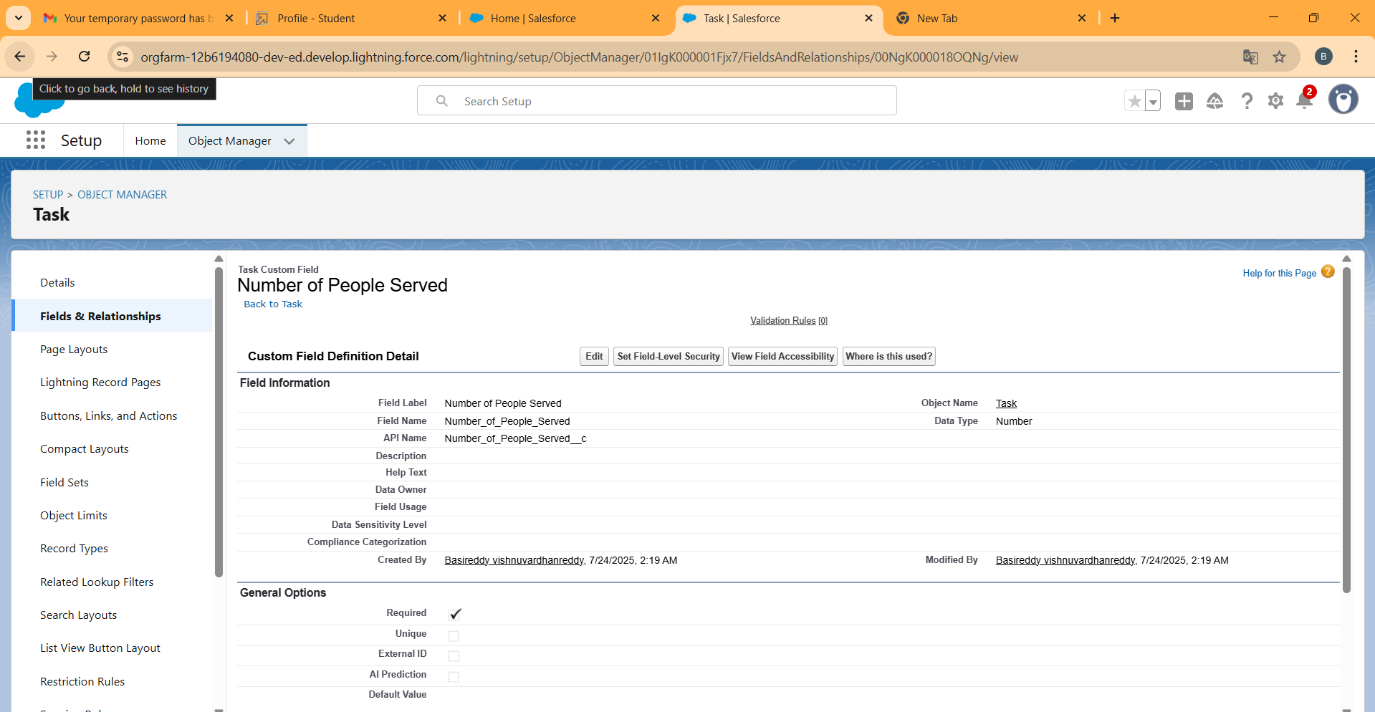 Your temporary password has b
Profile - Student
Home | Salesforce
Task | Salesforce
New Tab
orgfarm-12b6194080-dev-ed.develop.lightning.force.com/lightning/setup/ObjectManager/01IgK000001Fjx7/FieldsAndRelationships/00NgK000018OQNg/view
B
Click to go back, hold to see history
Search Setup
2
Setup
Home
Object Manager
SETUP > OBJECT MANAGER
Task
Details
Fields & Relationships
Page Layouts
Lightning Record Pages
Buttons, Links, and Actions
Compact Layouts
Field Sets
Object Limits
Record Types
Related Lookup Filters
Search Layouts
List View Button Layout
Restriction Rules
Task Custom Field
Number of People Served
Back to Task
Help for this Page
Validation Rules [0]
Custom Field Definition Detail
Edit
Set Field-Level Security
View Field Accessibility
Where is this used?
Field Information
Field Label Number of People Served Object Name Task
Field Name Number_of_People_Served Data Type Number
API Name Number_of_People_Served__c
Description
Help Text
Data Owner
Field Usage
Data Sensitivity Level
Compliance Categorization
Created By Basireddy vishnuvardhanreddy, 7/24/2025, 2:19 AM Modified By Basireddy vishnuvardhanreddy, 7/24/2025, 2:19 AM
General Options
Required
Unique
External ID
AI Prediction
Default Value